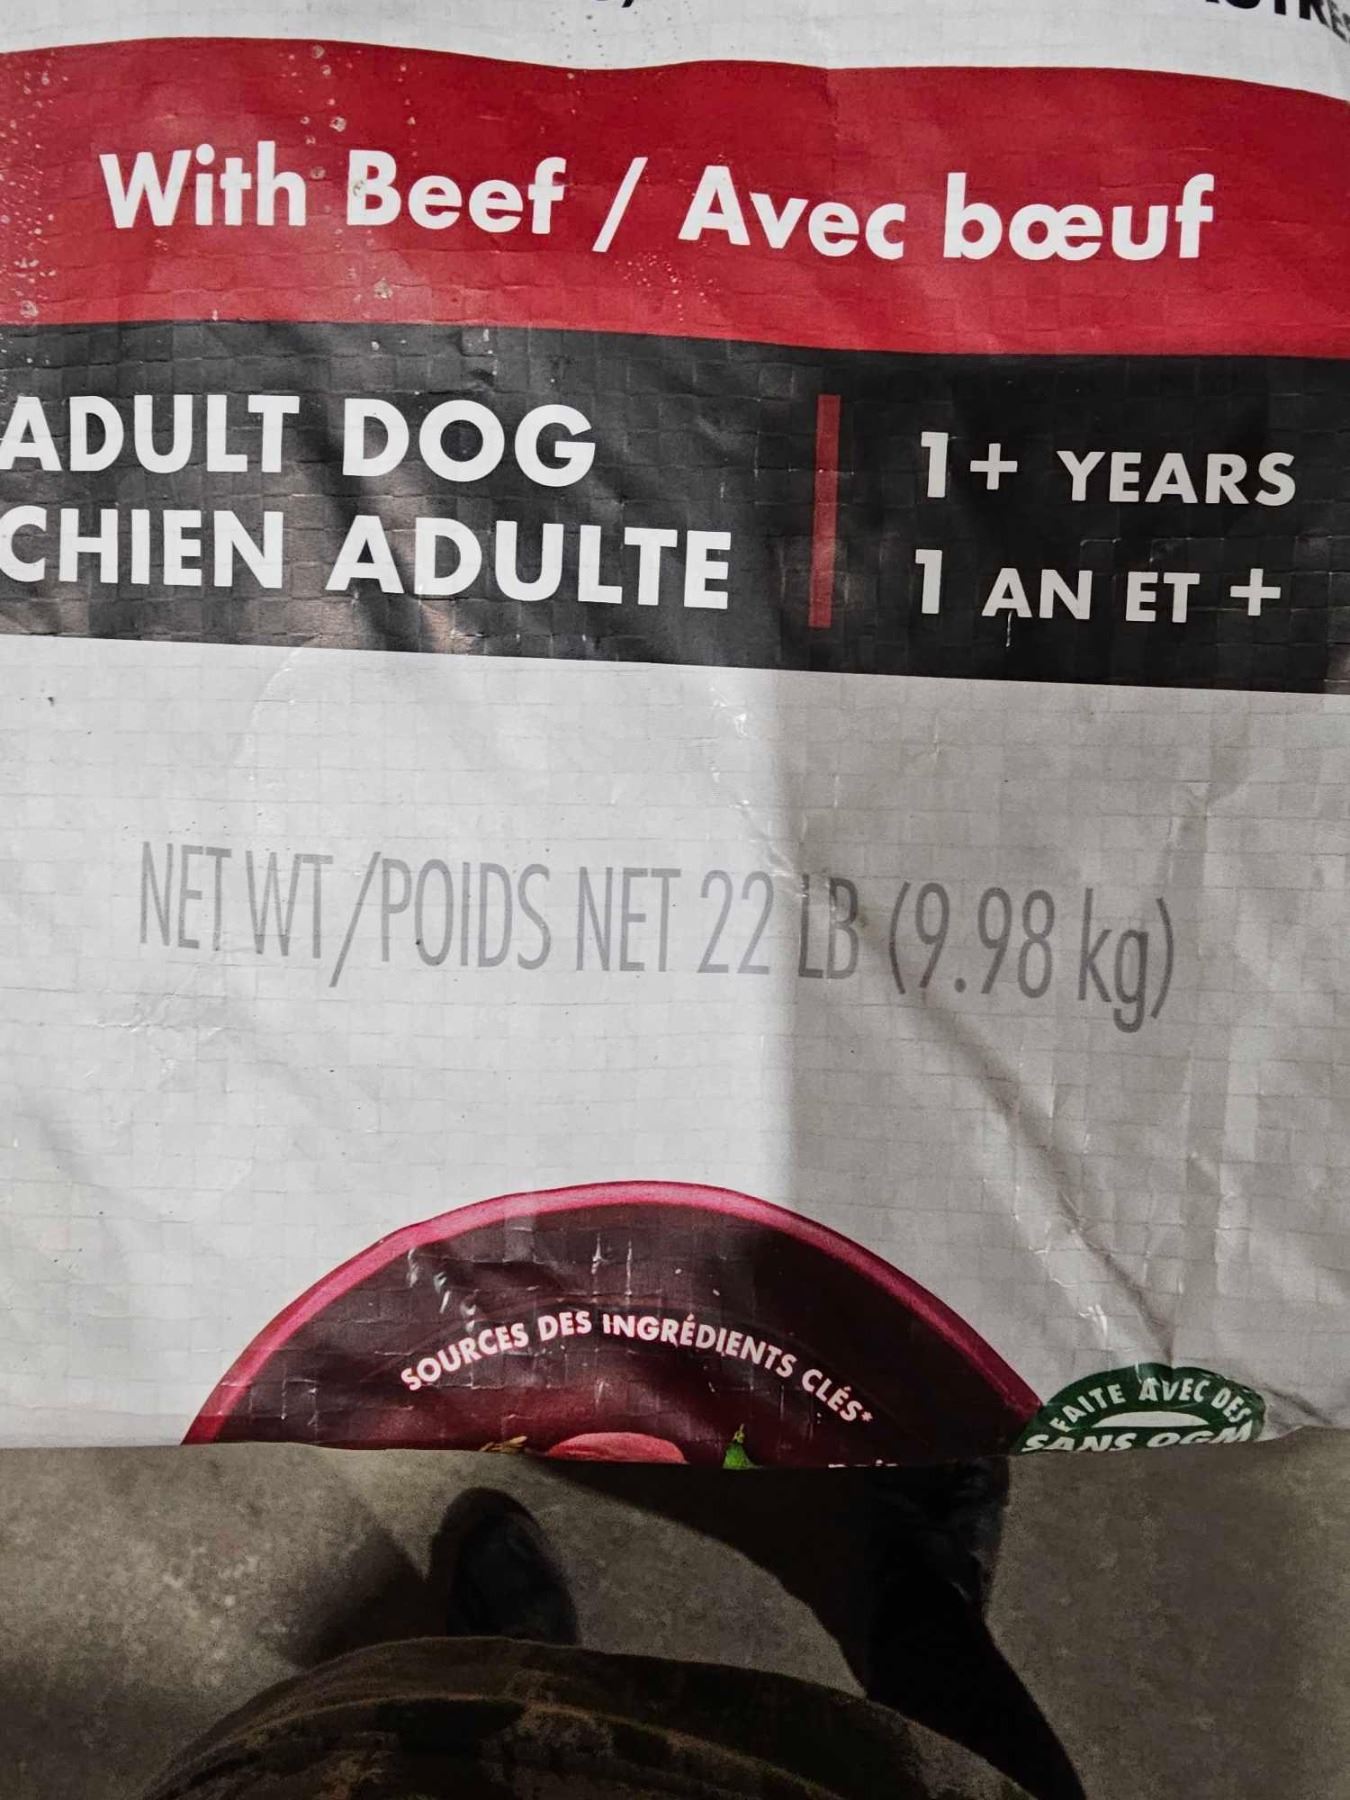 With Beef / Avec bœuf
ADULT DOG
1+ YEARS
CHIEN ADULTE
1 AN ET +
NET WT/POIDS NET 22 LB (9.98 kg)
SOURCES DES INGRÉDIENTS CLÉS*
FAITE AVEC DES
SANS OGM